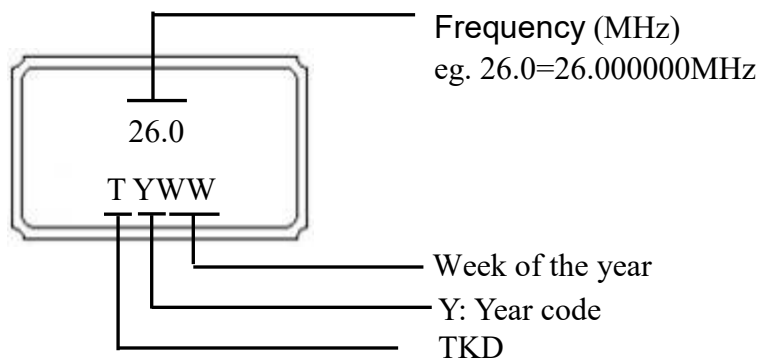 Frequency (MHz)
eg. 26.0=26.000000MHz
26.0
T YWW
Week of the year
Y: Year code
TKD